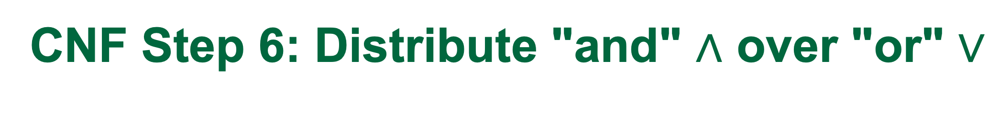 CNF Step 6: Distribute "and" ∧ over "or" ∨